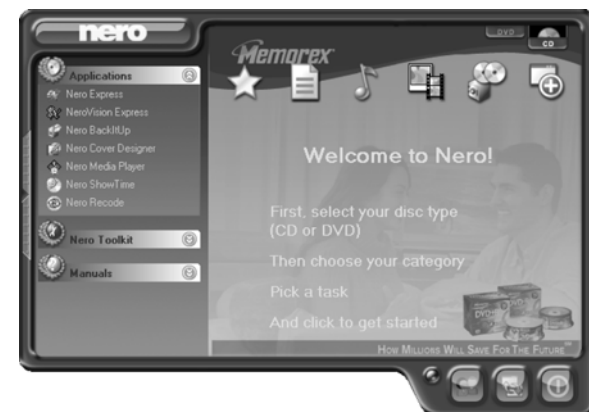 nero
DVD
CD
Memorex
Applications
Nero Express
NeroVision Express
Nero BackItUp
Nero Cover Designer
Nero Media Player
Nero ShowTime
Nero Recode
Nero Toolkit
Manuals
Welcome to Nero!
First, select your disc type
(CD or DVD)
Then choose your category
Pick a task
And click to get started
How Millions Will Save For The Future™